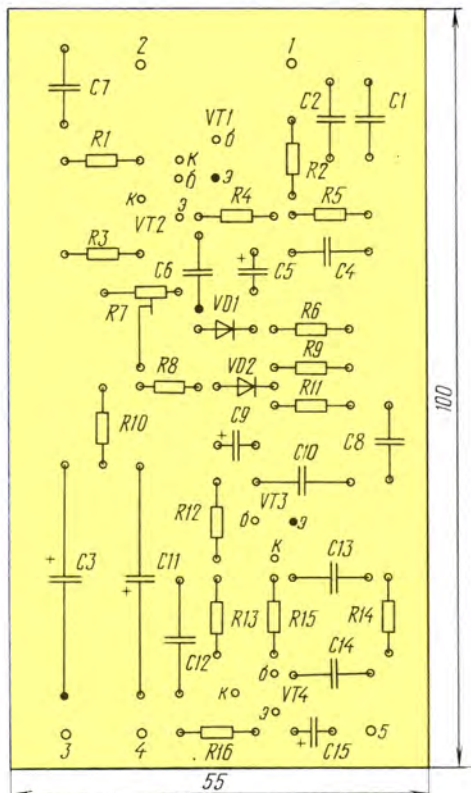 2 1
C7 C2 C1
VT1
б
R1 к R2
б э
к R4 R5
э
VT2
R3 C6 + C5 C4
R7 VD1 R6
R8 VD2 R9
R11
R10 C9 C8
+ C10
R12 VT3
б э
к
+ C3 C11 C13
+
R13 R15 R14
C12 C14
б
к VT4
э
3 4 R16 + C15 5
55
100